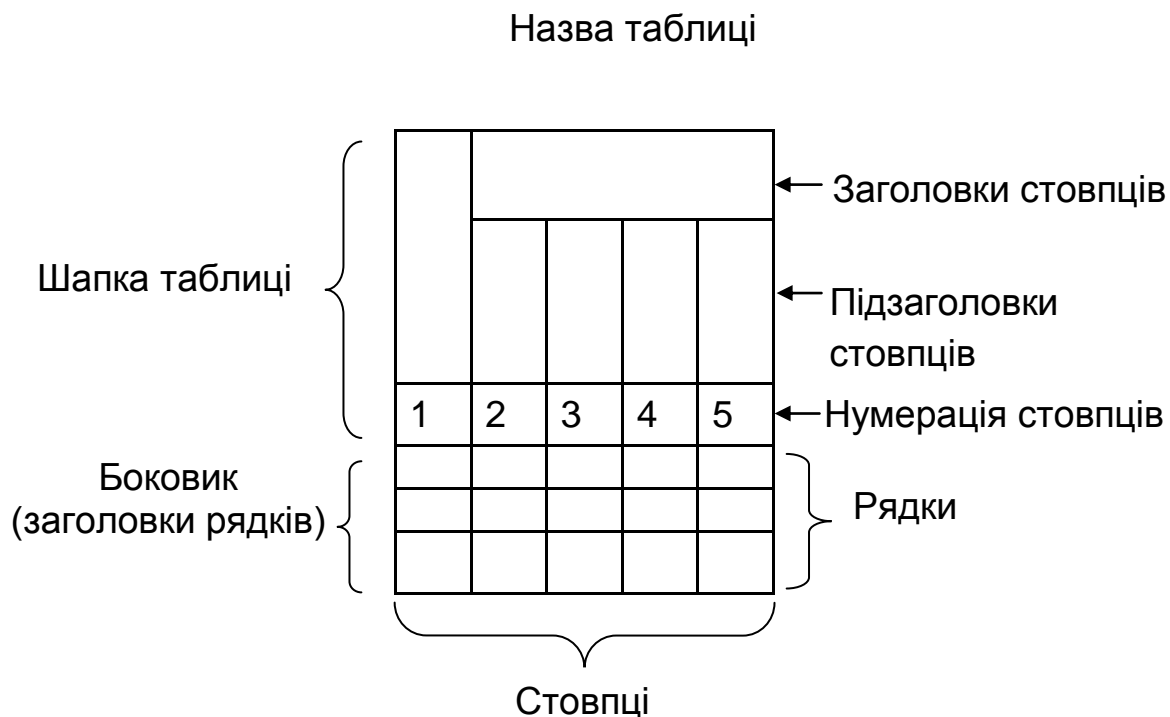 Назва таблиці
Заголовки стовпців
Шапка таблиці
Підзаголовки
стовпців
1 2 3 4 5
Нумерація стовпців
Боковик
(заголовки рядків)
Рядки
Стовпці